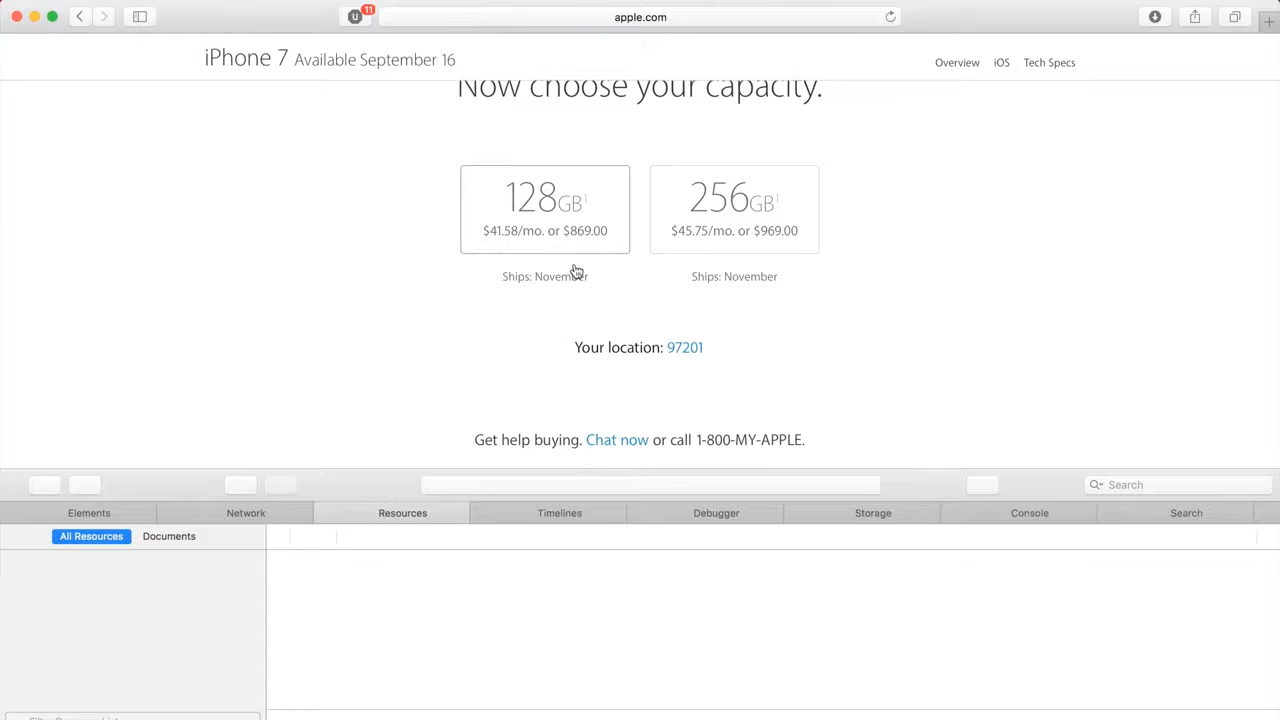 11
apple.com
iPhone 7 Available September 16
Overview iOS Tech Specs
Now choose your capacity.
128GB1 256GB1
$41.58/mo. or $869.00 $45.75/mo. or $969.00
Ships: November Ships: November
Your location: 97201
Get help buying. Chat now or call 1-800-MY-APPLE.
Search
Elements Network Resources Timelines Debugger Storage Console Search
All Resources Documents